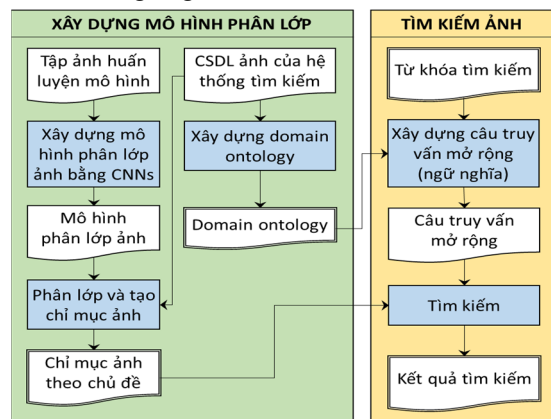 XÂY DỰNG MÔ HÌNH PHÂN LỚP
Tập ảnh huấn
luyện mô hình
CSDL ảnh của hệ
thống tìm kiếm
Xây dựng mô
hình phân lớp
ảnh bằng CNNs
Xây dựng domain
ontology
Mô hình
phân lớp ảnh
Domain ontology
Phân lớp và tạo
chỉ mục ảnh
Chỉ mục ảnh
theo chủ đề
TÌM KIẾM ẢNH
Từ khóa tìm kiếm
Xây dựng câu truy
vấn mở rộng
(ngữ nghĩa)
Câu truy vấn
mở rộng
Tìm kiếm
Kết quả tìm kiếm